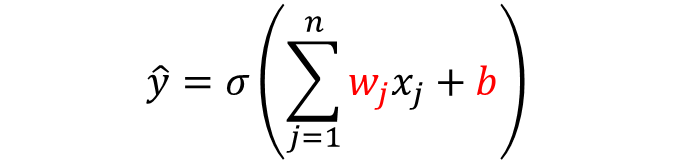 ŷ = σ(∑_{j=1}^{n} w_j x_j + b)